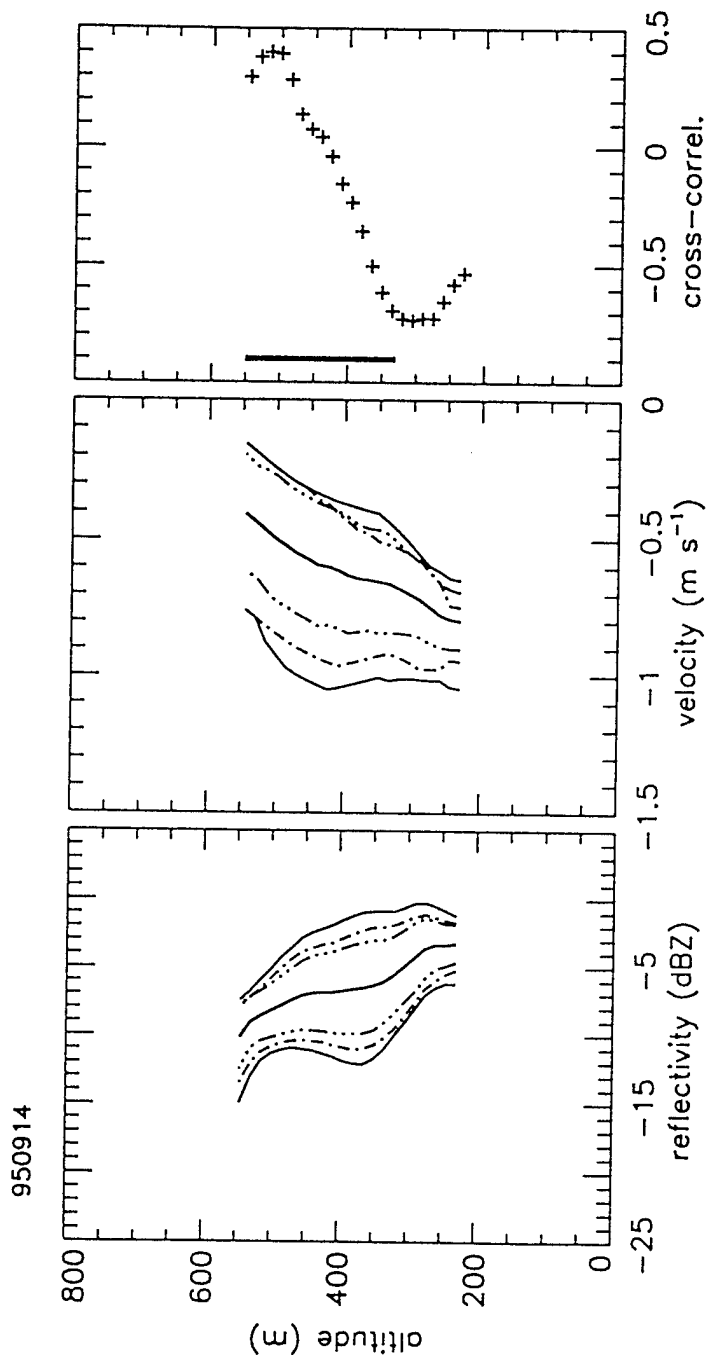 950914
800
600
400
200
0
altitude (m)
−25 −15 −5
reflectivity (dBZ)
−1.5 −1 −0.5 0
velocity (m s⁻¹)
−0.5 0 0.5
cross−correl.